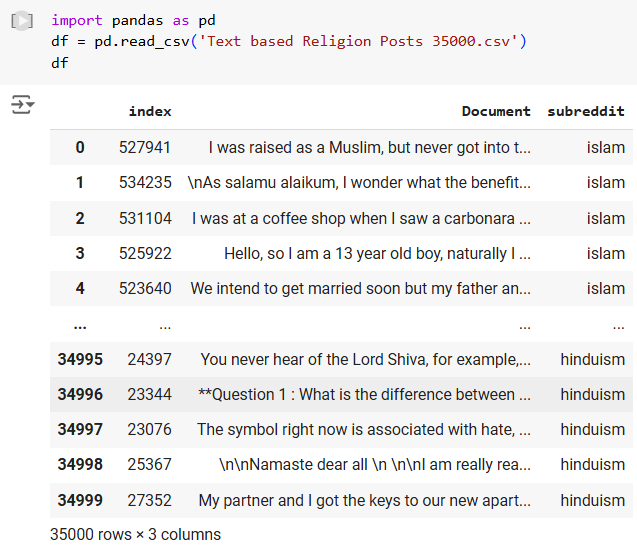 import pandas as pd
df = pd.read_csv('Text based Religion Posts 35000.csv')
df
index Document subreddit
0 527941 I was raised as a Muslim, but never got into t... islam
1 534235 \nAs salamu alaikum, I wonder what the benefit... islam
2 531104 I was at a coffee shop when I saw a carbonara ... islam
3 525922 Hello, so I am a 13 year old boy, naturally I ... islam
4 523640 We intend to get married soon but my father an... islam
... ... ... ...
34995 24397 You never hear of the Lord Shiva, for example,... hinduism
34996 23344 **Question 1 : What is the difference between ... hinduism
34997 23076 The symbol right now is associated with hate, ... hinduism
34998 25367 \n\nNamaste dear all \n \n\nI am really rea... hinduism
34999 27352 My partner and I got the keys to our new apart... hinduism
35000 rows × 3 columns